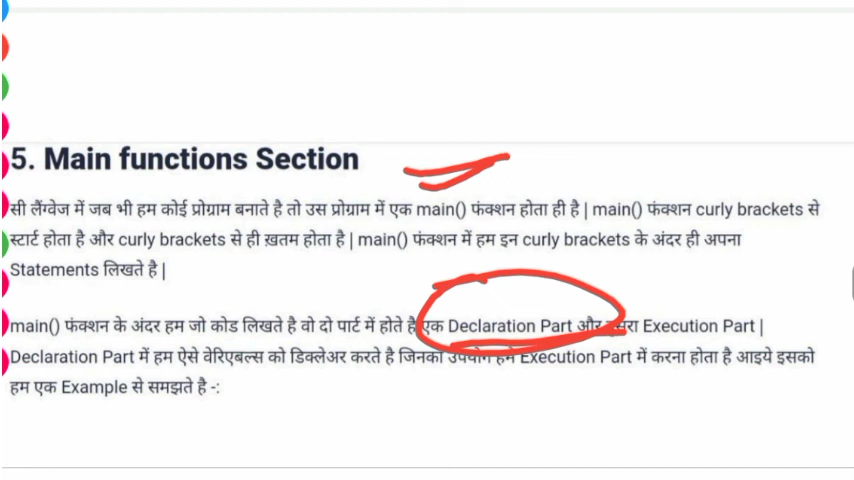 5. Main functions Section
सी लैंग्वेज में जब भी हम कोई प्रोग्राम बनाते है तो उस प्रोग्राम में एक main() फंक्शन होता ही है | main() फंक्शन curly brackets से
स्टार्ट होता है और curly brackets से ही ख़तम होता है | main() फंक्शन में हम इन curly brackets के अंदर ही अपना
Statements लिखते है |
main() फंक्शन के अंदर हम जो कोड लिखते है वो दो पार्ट में होते है एक Declaration Part और दूसरा Execution Part |
Declaration Part में हम ऐसे वेरिएबल्स को डिक्लेअर करते है जिनका उपयोग हमे Execution Part में करना होता है आइये इसको
हम एक Example से समझते है -: